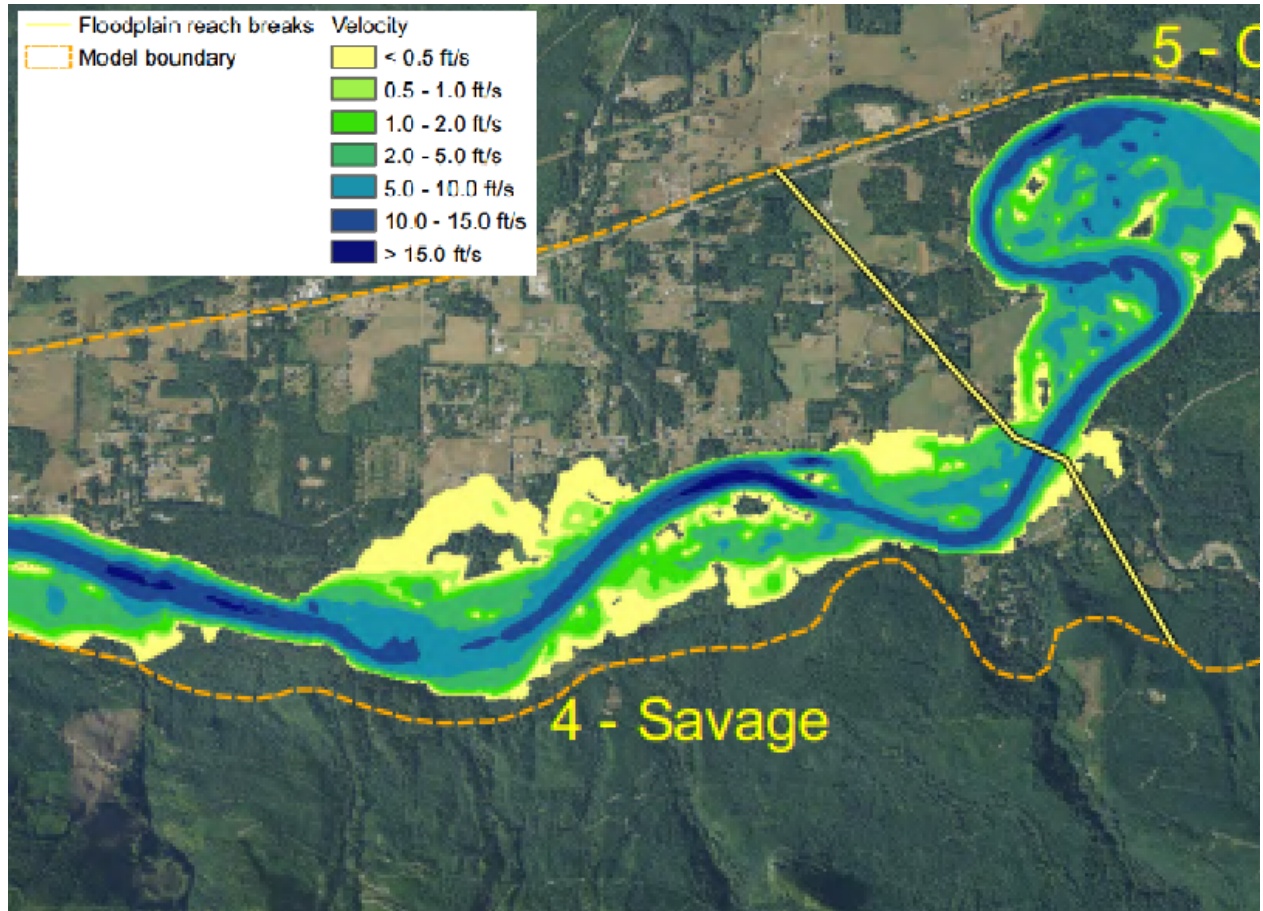 Floodplain reach breaks
Model boundary
Velocity
< 0.5 ft/s
0.5 - 1.0 ft/s
1.0 - 2.0 ft/s
2.0 - 5.0 ft/s
5.0 - 10.0 ft/s
10.0 - 15.0 ft/s
> 15.0 ft/s
5 - C
4 - Savage